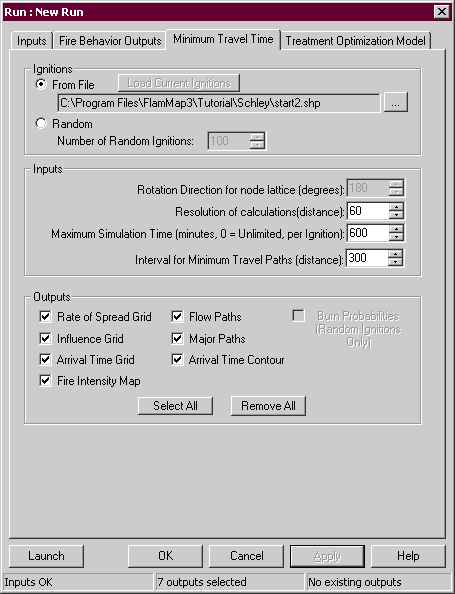 Run : New Run
Inputs Fire Behavior Outputs Minimum Travel Time Treatment Optimization Model
Ignitions
From File Load Current Ignitions
C:\Program Files\FlamMap3\Tutorial\Schley\start2.shp ...
Random
Number of Random Ignitions: 100
Inputs
Rotation Direction for node lattice (degrees): 180
Resolution of calculations(distance): 60
Maximum Simulation Time (minutes, 0 = Unlimited, per Ignition): 600
Interval for Minimum Travel Paths (distance): 300
Outputs
Rate of Spread Grid Flow Paths Burn Probabilities
(Random Ignitions
Only)
Influence Grid Major Paths
Arrival Time Grid Arrival Time Contour
Fire Intensity Map
Select All Remove All
Launch OK Cancel Apply Help
Inputs OK 7 outputs selected No existing outputs